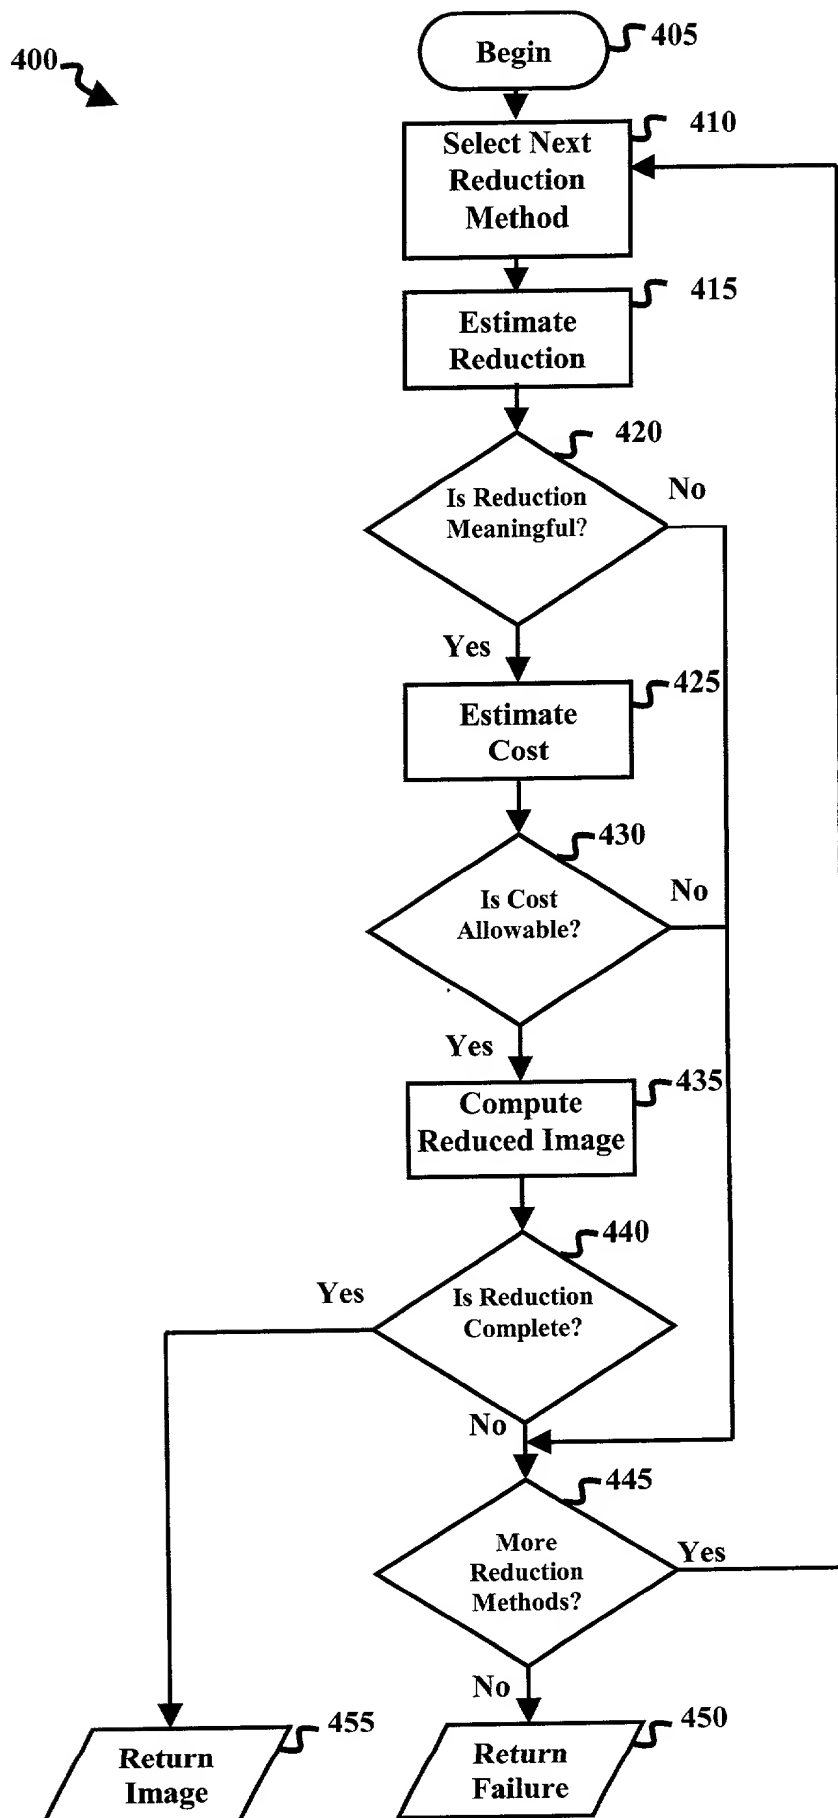 400
Begin
405
Select Next
Reduction
Method
410
Estimate
Reduction
415
Is Reduction
Meaningful?
420
No
Yes
Estimate
Cost
425
Is Cost
Allowable?
430
No
Yes
Compute
Reduced Image
435
Is Reduction
Complete?
440
Yes
No
More
Reduction
Methods?
445
Yes
No
Return
Image
455
Return
Failure
450